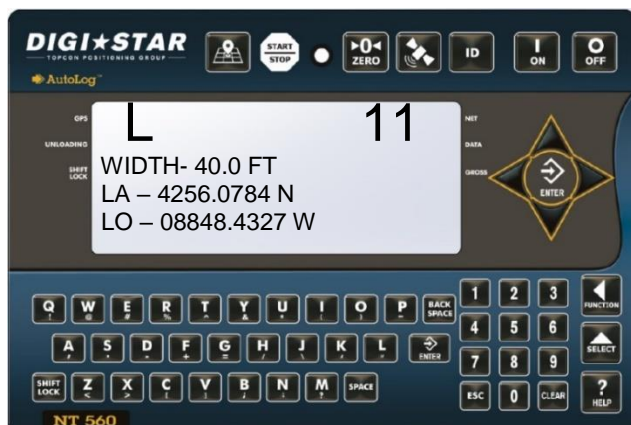 DIGI★STAR
TOPCON POSITIONING GROUP
AutoLog™
START
STOP
▸0◂
ZERO
ID
I
ON
O
OFF
GPS
UNLOADING
SHIFT
LOCK
L 11
WIDTH- 40.0 FT
LA – 4256.0784 N
LO – 08848.4327 W
NET
DATA
GROSS
ENTER
Q W E R T Y U I O P BACK SPACE
A S D F G H J K L ENTER
SHIFT LOCK Z X C V B N M SPACE
1 2 3 FUNCTION
4 5 6 SELECT
7 8 9
ESC 0 CLEAR ? HELP
NT 560